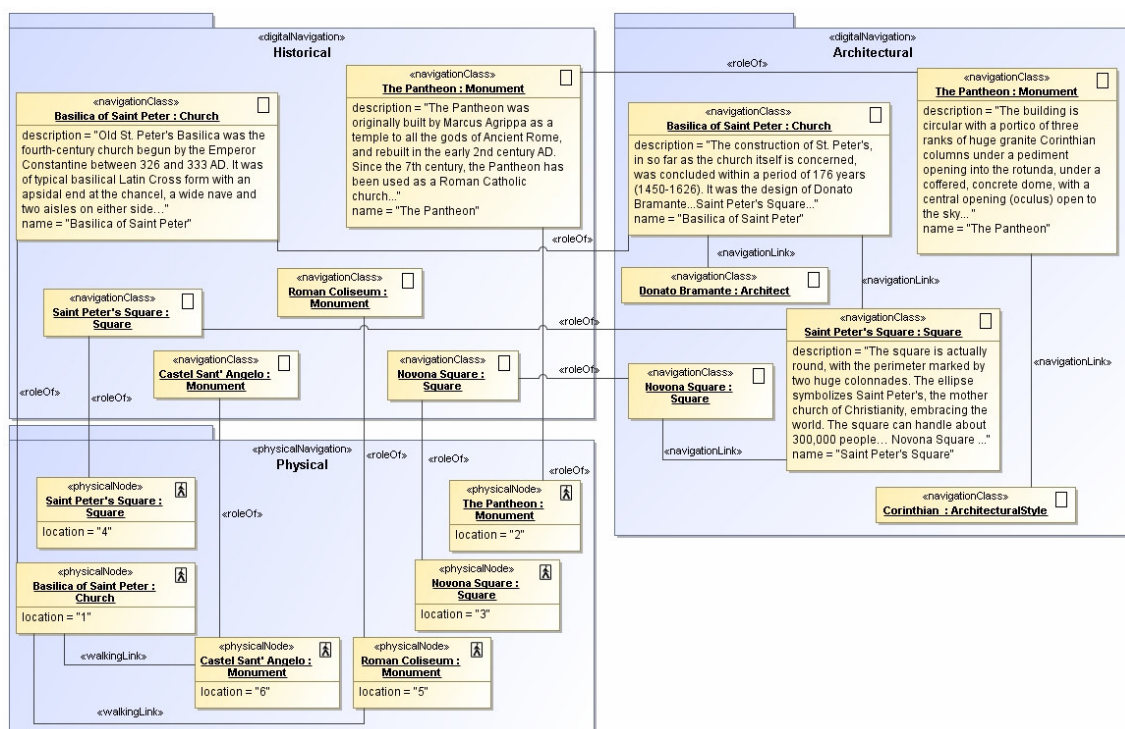 «digitalNavigation»
Historical
«navigationClass»
The Pantheon : Monument
description = "The Pantheon was
originally built by Marcus Agrippa as a
temple to all the gods of Ancient Rome,
and rebuilt in the early 2nd century AD.
Since the 7th century, the Pantheon has
been used as a Roman Catholic
church..."
name = "The Pantheon"
«navigationClass»
Basilica of Saint Peter : Church
description = "Old St. Peter's Basilica was the
fourth-century church begun by the Emperor
Constantine between 326 and 333 AD. It was
of typical basilical Latin Cross form with an
apsidal end at the chancel, a wide nave and
two aisles on either side..."
name = "Basilica of Saint Peter"
«navigationClass»
Roman Coliseum :
Monument
«navigationClass»
Saint Peter's Square :
Square
«navigationClass»
Castel Sant' Angelo :
Monument
«navigationClass»
Novona Square :
Square
«roleOf»
«roleOf»
«roleOf»
«roleOf»
«roleOf»
«digitalNavigation»
Architectural
«roleOf»
«navigationClass»
The Pantheon : Monument
description = "The building is
circular with a portico of three
ranks of huge granite Corinthian
columns under a pediment
opening into the rotunda, under a
coffered, concrete dome, with a
central opening (oculus) open to
the sky..."
name = "The Pantheon"
«navigationClass»
Basilica of Saint Peter : Church
description = "The construction of St. Peter's,
in so far as the church itself is concerned,
was concluded within a period of 176 years
(1450-1626). It was the design of Donato
Bramante...Saint Peter's Square..."
name = "Basilica of Saint Peter"
«navigationLink»
«navigationLink»
«navigationClass»
Donato Bramante : Architect
«navigationClass»
Saint Peter's Square : Square
description = "The square is actually
round, with the perimeter marked by
two huge colonnades. The ellipse
symbolizes Saint Peter's, the mother
church of Christianity, embracing the
world. The square can handle about
300,000 people... Novona Square ..."
name = "Saint Peter's Square"
«navigationLink»
«navigationClass»
Novona Square :
Square
«navigationLink»
«navigationClass»
Corinthian : ArchitecturalStyle
«physicalNavigation»
Physical
«roleOf»
«roleOf»
«roleOf»
«roleOf»
«physicalNode»
Saint Peter's Square :
Square
location = "4"
«physicalNode»
The Pantheon :
Monument
location = "2"
«physicalNode»
Basilica of Saint Peter :
Church
location = "1"
«physicalNode»
Novona Square :
Square
location = "3"
«walkingLink»
«physicalNode»
Castel Sant' Angelo :
Monument
location = "6"
«physicalNode»
Roman Coliseum :
Monument
location = "5"
«walkingLink»